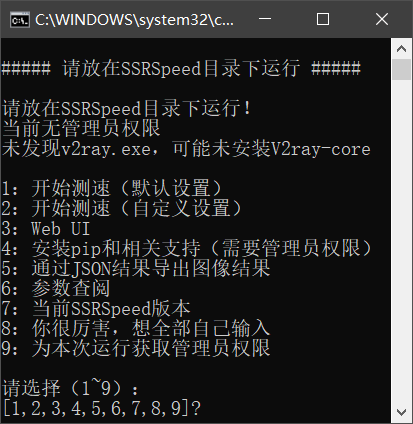 C:\WINDOWS\system32\c...
##### 请放在SSRSpeed目录下运行 #####
请放在SSRSpeed目录下运行！
当前无管理员权限
未发现v2ray.exe，可能未安装V2ray-core
1：开始测速（默认设置）
2：开始测速（自定义设置）
3：Web UI
4：安装pip和相关支持（需要管理员权限）
5：通过JSON结果导出图像结果
6：参数查阅
7：当前SSRSpeed版本
8：你很厉害，想全部自己输入
9：为本次运行获取管理员权限
请选择（1~9）：
[1,2,3,4,5,6,7,8,9]?